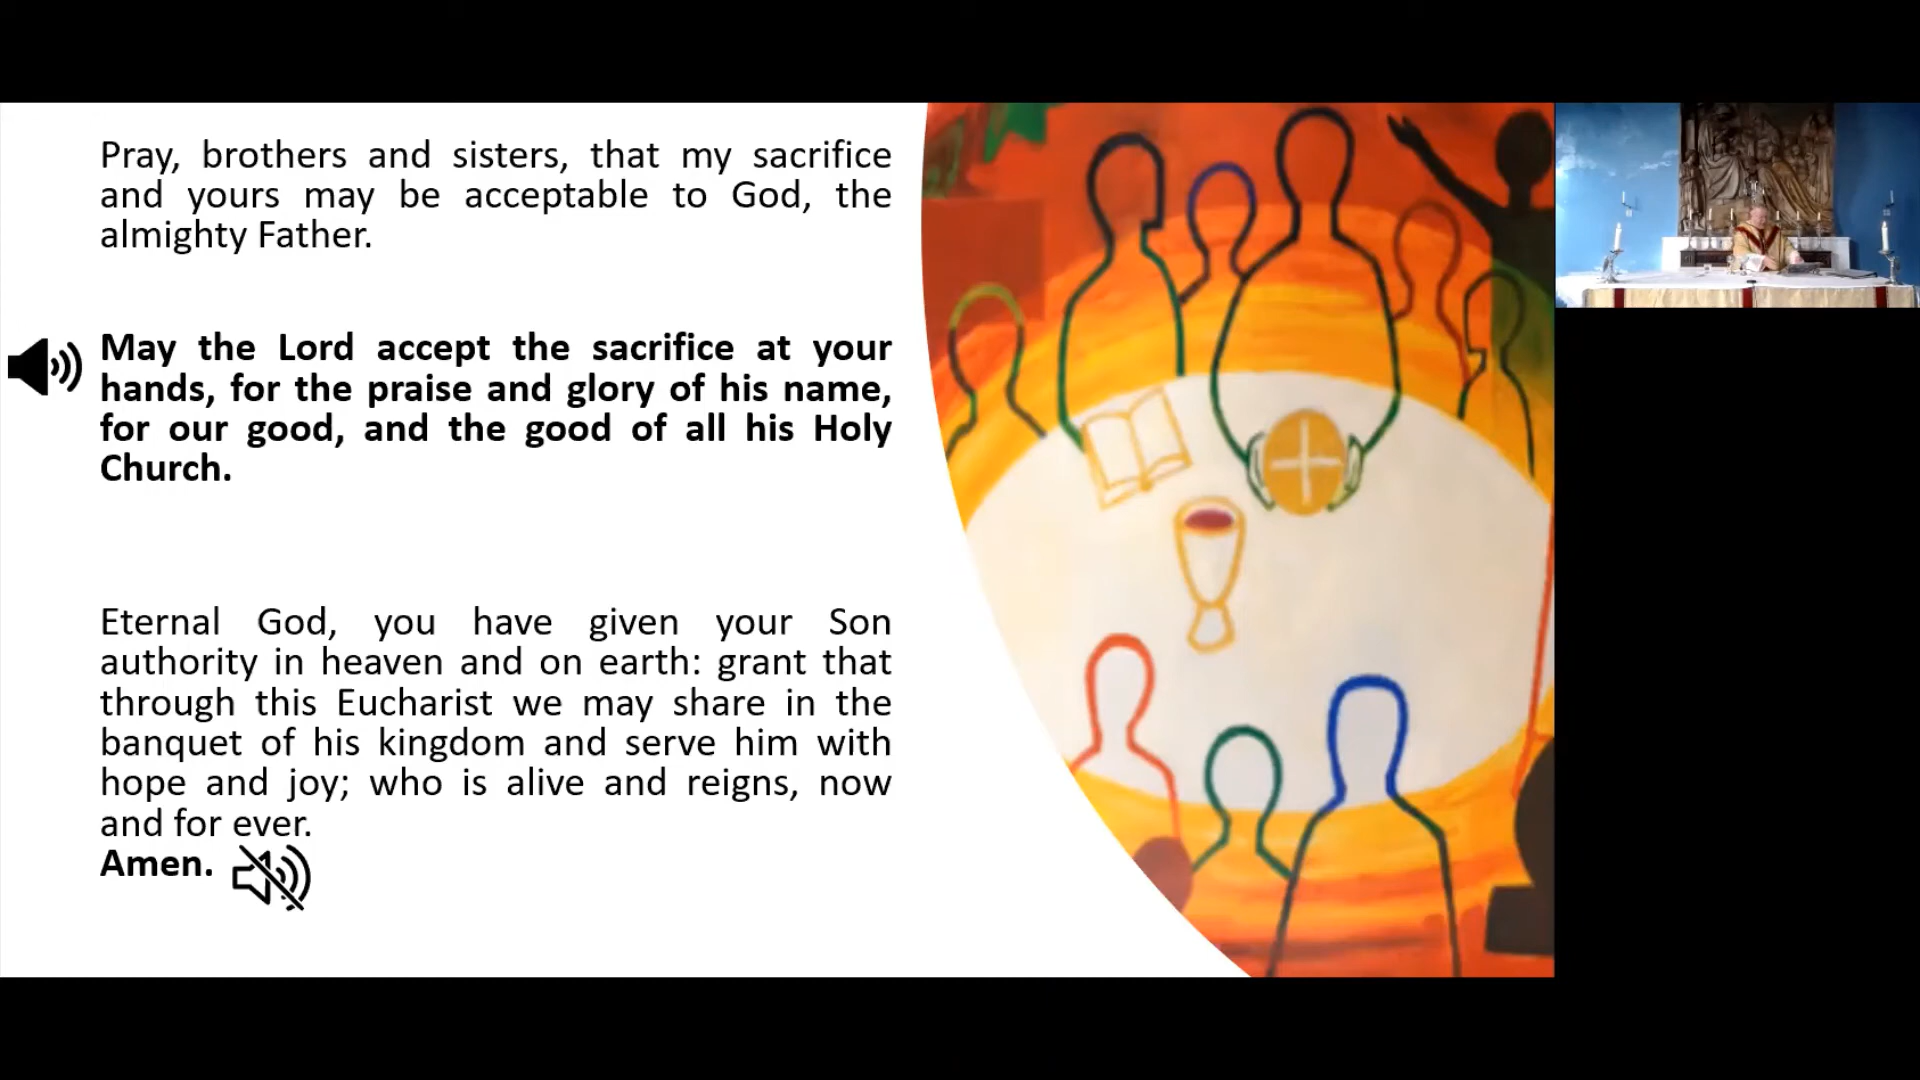 Pray, brothers and sisters, that my sacrifice
and yours may be acceptable to God, the
almighty Father.
May the Lord accept the sacrifice at your
hands, for the praise and glory of his name,
for our good, and the good of all his Holy
Church.
Eternal God, you have given your Son
authority in heaven and on earth: grant that
through this Eucharist we may share in the
banquet of his kingdom and serve him with
hope and joy; who is alive and reigns, now
and for ever.
Amen.